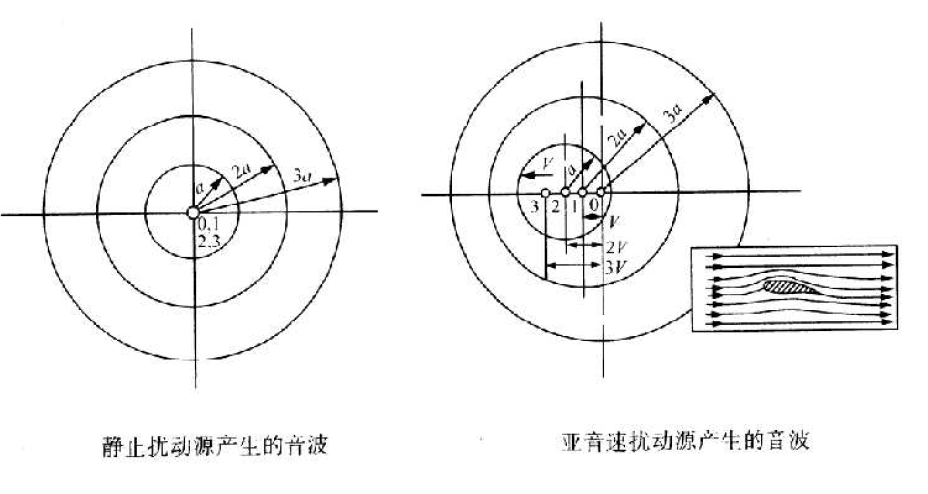 a
2a
3a
0,1
2,3
V
a
2a
3a
3 2 1 0
V
2V
3V
静止扰动源产生的音波
亚音速扰动源产生的音波